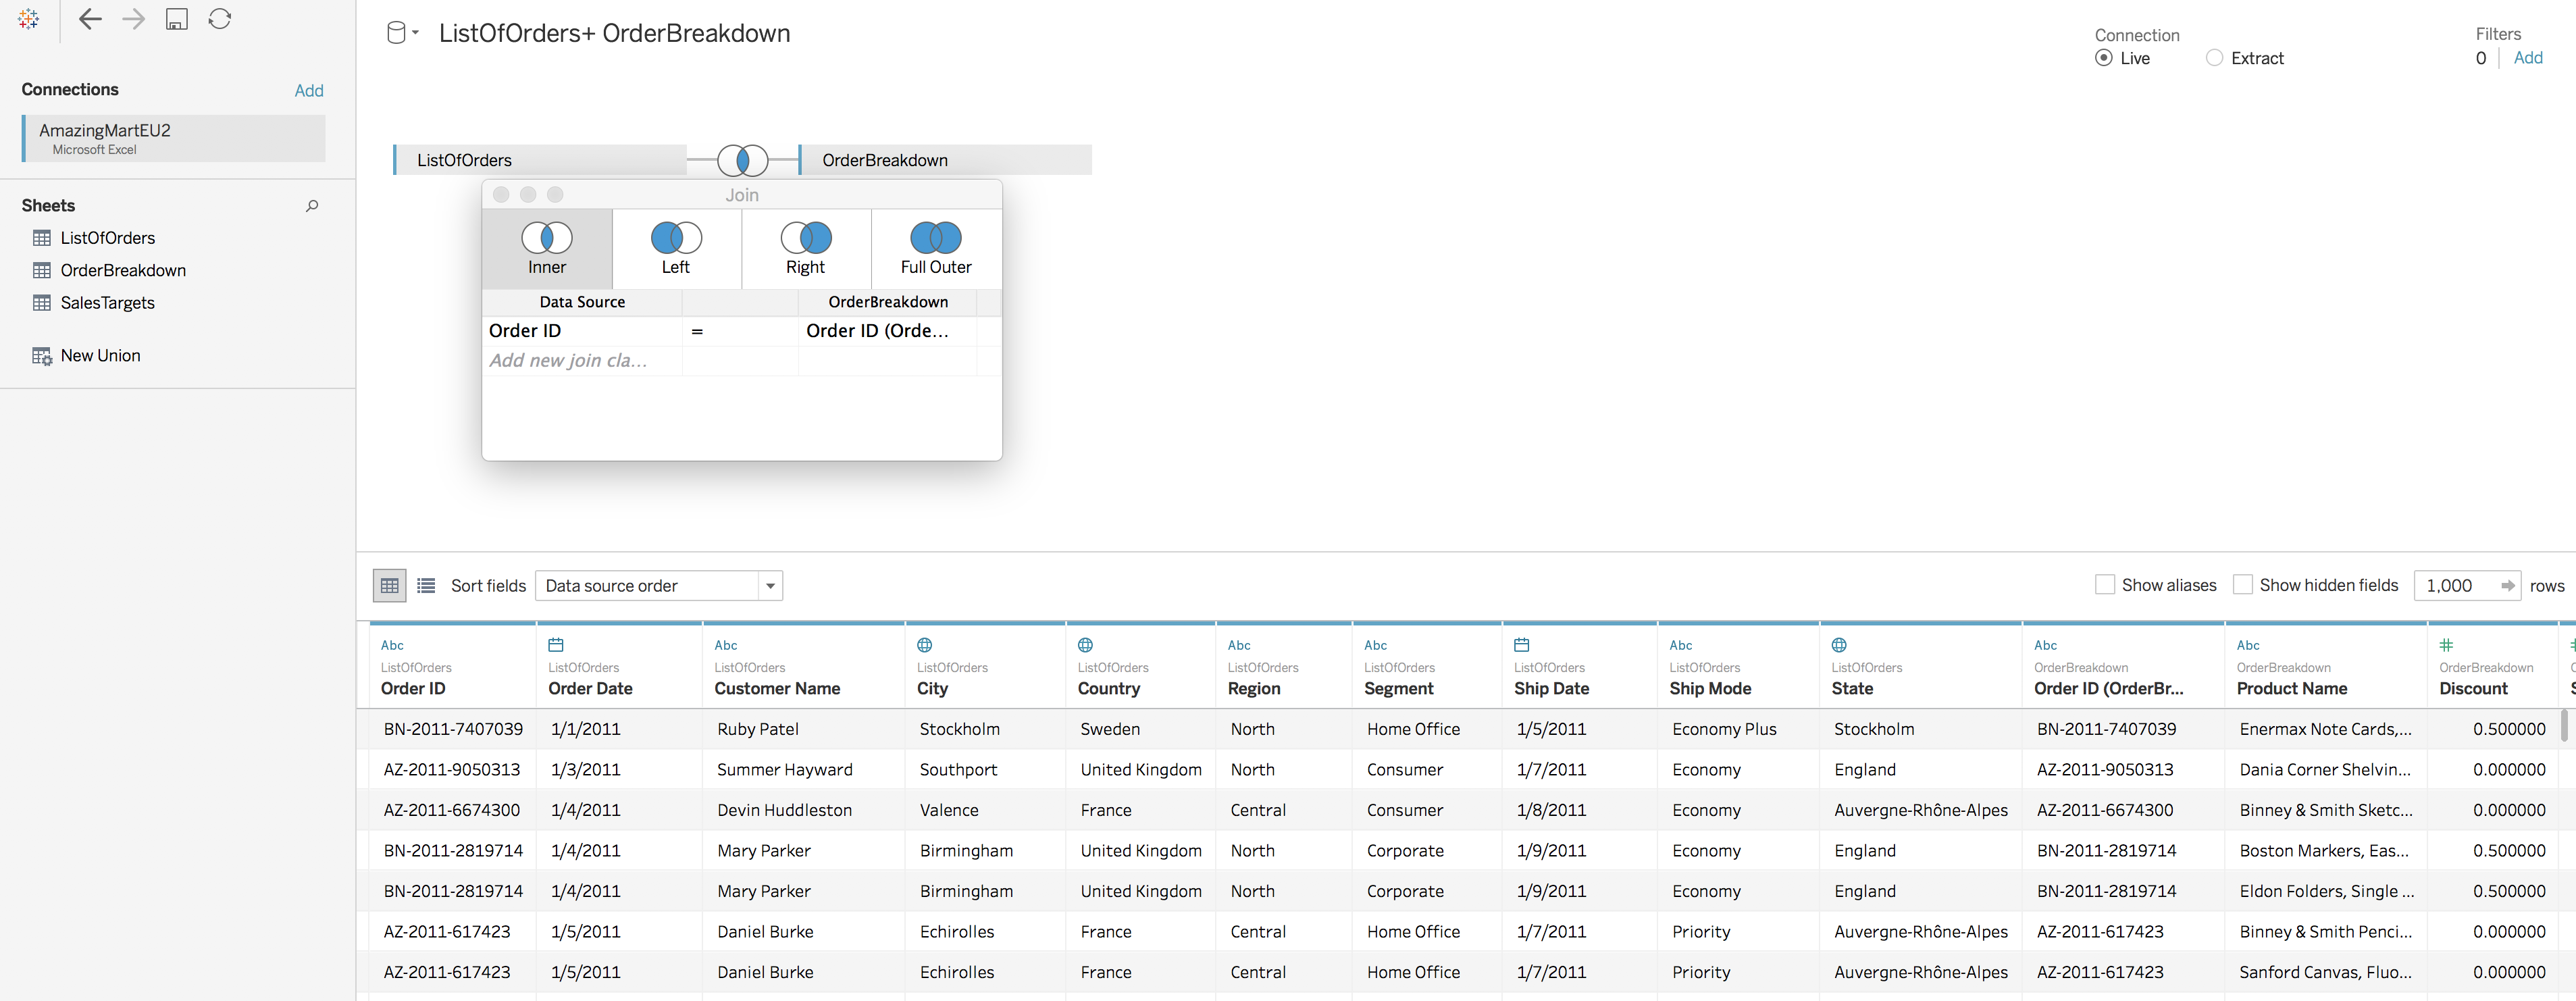 ListOfOrders+ OrderBreakdown
Connection
Live Extract
Filters
0 Add
Connections Add
AmazingMartEU2
Microsoft Excel
Sheets
ListOfOrders
OrderBreakdown
SalesTargets
New Union
ListOfOrders OrderBreakdown
Join
Inner Left Right Full Outer
Data Source OrderBreakdown
Order ID = Order ID (Orde...
Add new join cla...
Sort fields Data source order Show aliases Show hidden fields 1,000 rows
Abc Abc Abc Abc Abc Abc Abc #
ListOfOrders ListOfOrders ListOfOrders ListOfOrders ListOfOrders ListOfOrders ListOfOrders ListOfOrders ListOfOrders ListOfOrders OrderBreakdown OrderBreakdown OrderBreakdown
Order ID Order Date Customer Name City Country Region Segment Ship Date Ship Mode State Order ID (OrderBr... Product Name Discount
BN-2011-7407039 1/1/2011 Ruby Patel Stockholm Sweden North Home Office 1/5/2011 Economy Plus Stockholm BN-2011-7407039 Enermax Note Cards,... 0.500000
AZ-2011-9050313 1/3/2011 Summer Hayward Southport United Kingdom North Consumer 1/7/2011 Economy England AZ-2011-9050313 Dania Corner Shelvin... 0.000000
AZ-2011-6674300 1/4/2011 Devin Huddleston Valence France Central Consumer 1/8/2011 Economy Auvergne-Rhône-Alpes AZ-2011-6674300 Binney & Smith Sketc... 0.000000
BN-2011-2819714 1/4/2011 Mary Parker Birmingham United Kingdom North Corporate 1/9/2011 Economy England BN-2011-2819714 Boston Markers, Eas... 0.500000
BN-2011-2819714 1/4/2011 Mary Parker Birmingham United Kingdom North Corporate 1/9/2011 Economy England BN-2011-2819714 Eldon Folders, Single ... 0.500000
AZ-2011-617423 1/5/2011 Daniel Burke Echirolles France Central Home Office 1/7/2011 Priority Auvergne-Rhône-Alpes AZ-2011-617423 Binney & Smith Penci... 0.000000
AZ-2011-617423 1/5/2011 Daniel Burke Echirolles France Central Home Office 1/7/2011 Priority Auvergne-Rhône-Alpes AZ-2011-617423 Sanford Canvas, Fluo... 0.000000